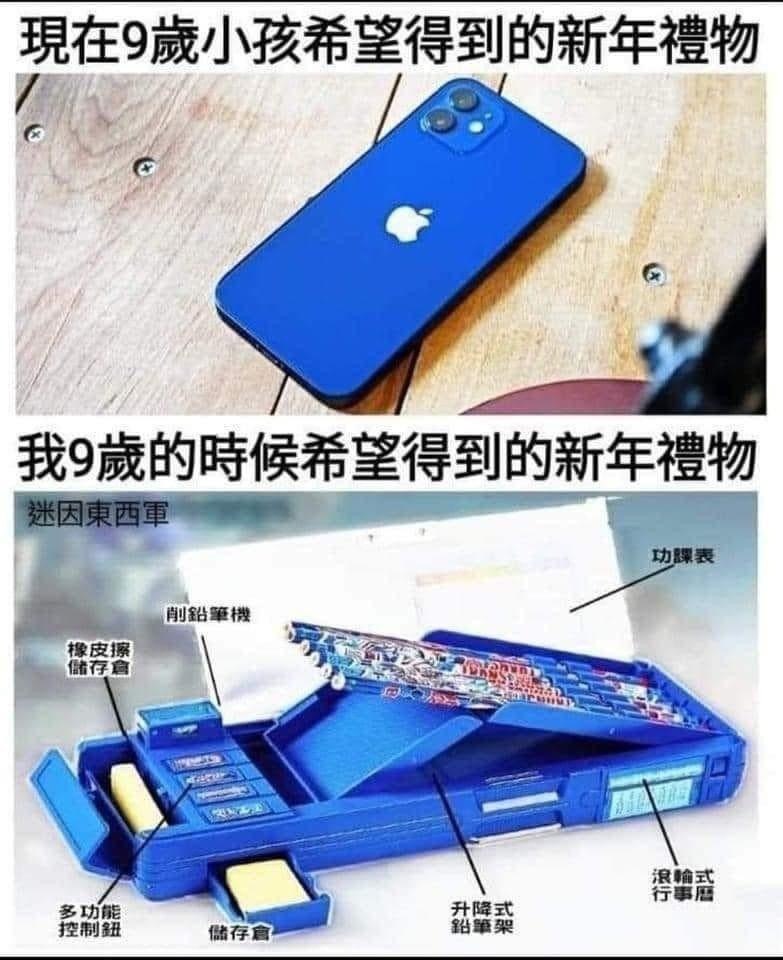 現在9歲小孩希望得到的新年禮物
我9歲的時候希望得到的新年禮物
迷因東西軍
功課表
削鉛筆機
橡皮擦
儲存倉
多功能
控制鈕
儲存倉
升降式
鉛筆架
滾輪式
行事曆